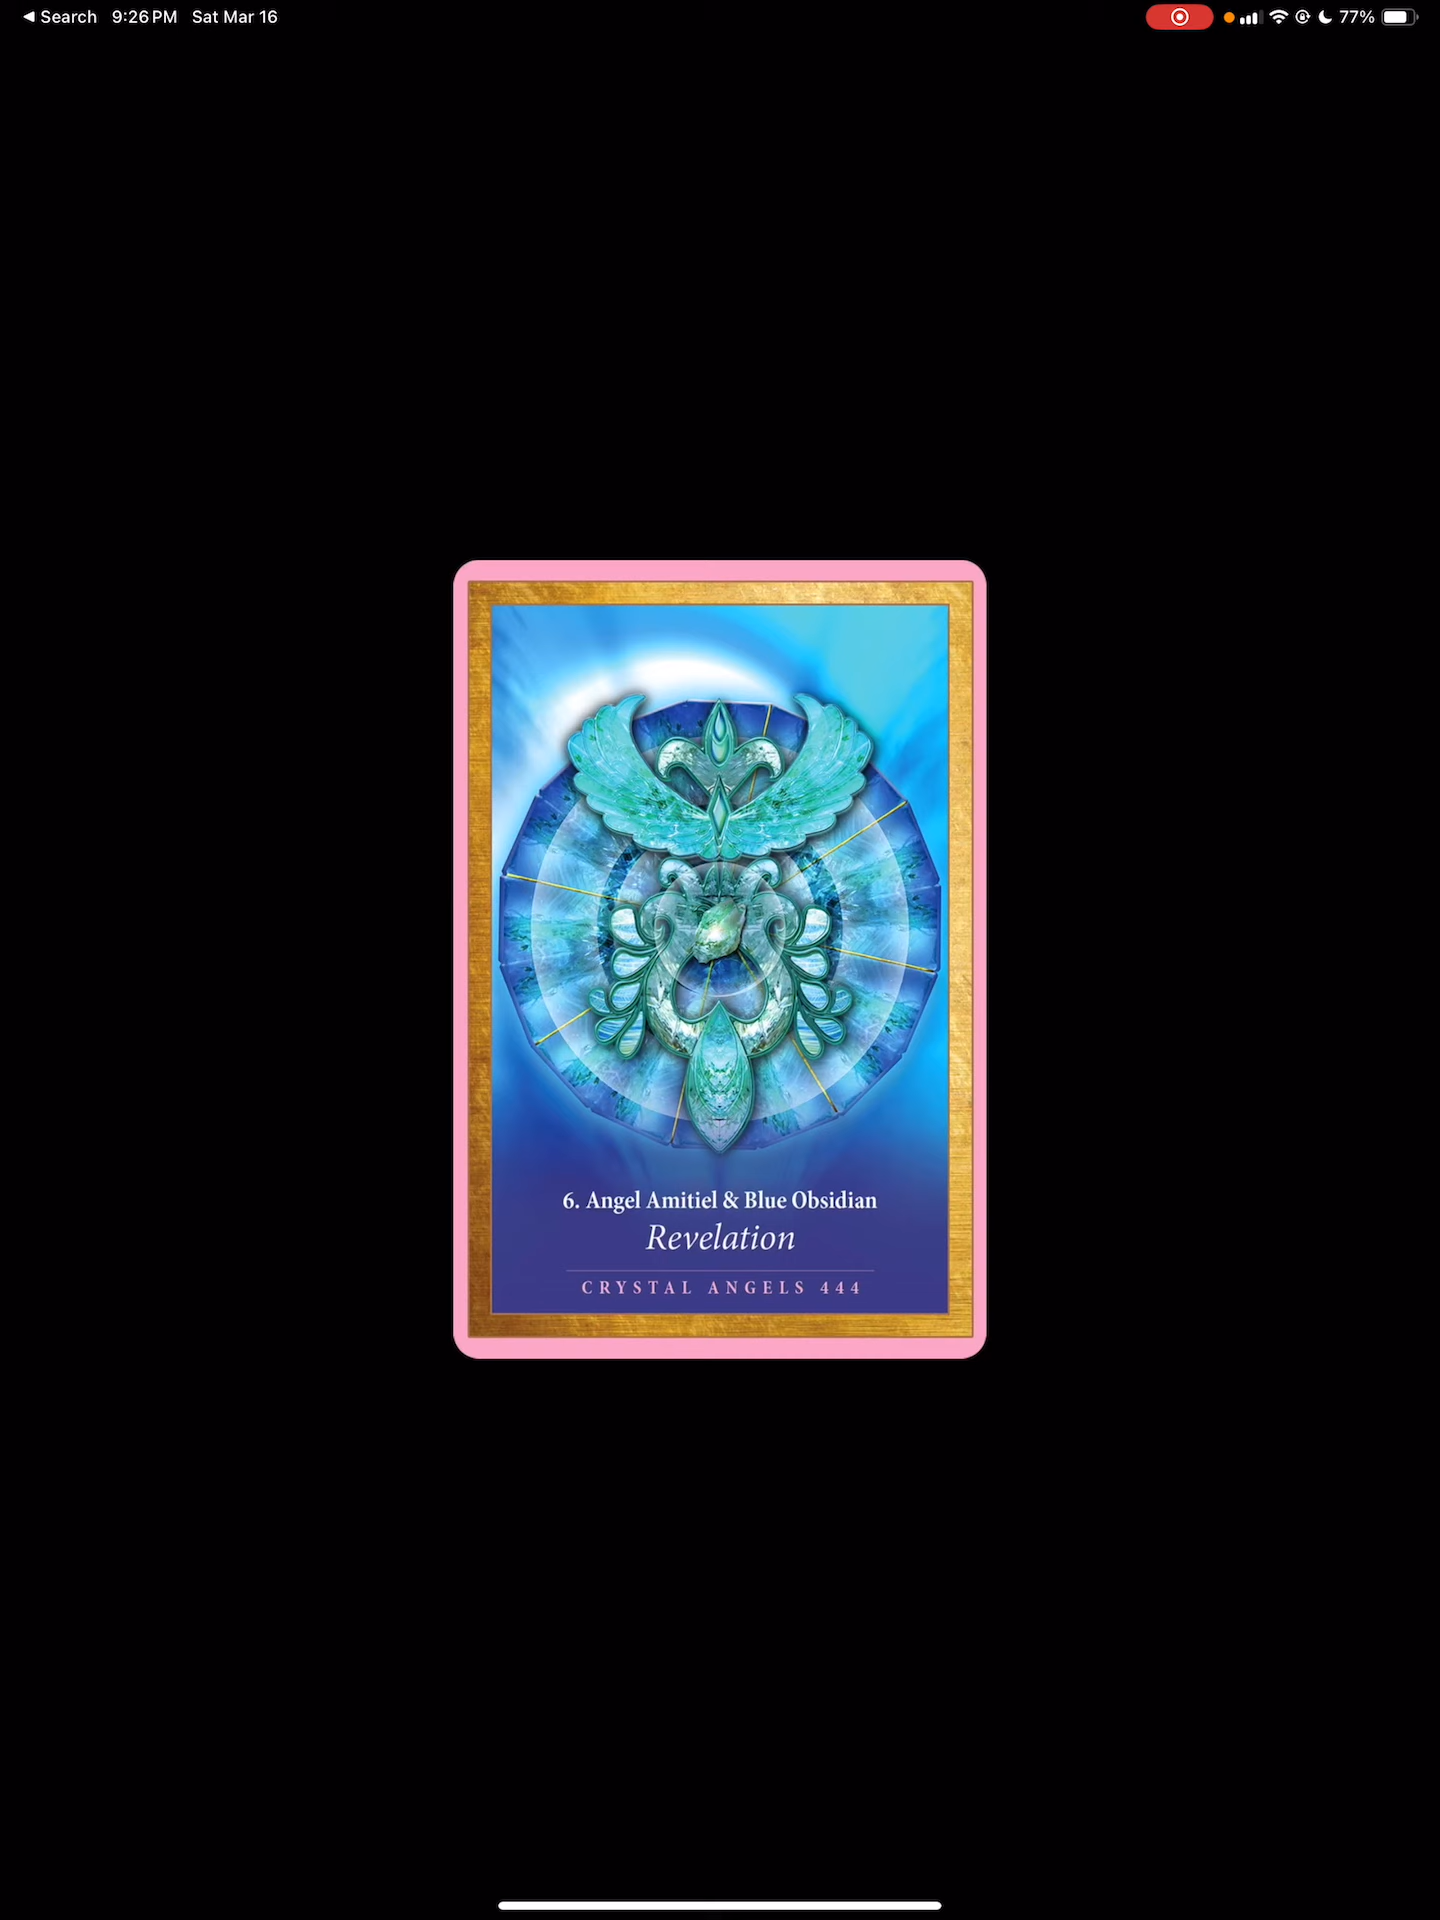 ◀ Search 9:26 PM Sat Mar 16 77%
6. Angel Amitiel & Blue Obsidian
Revelation
CRYSTAL ANGELS 444